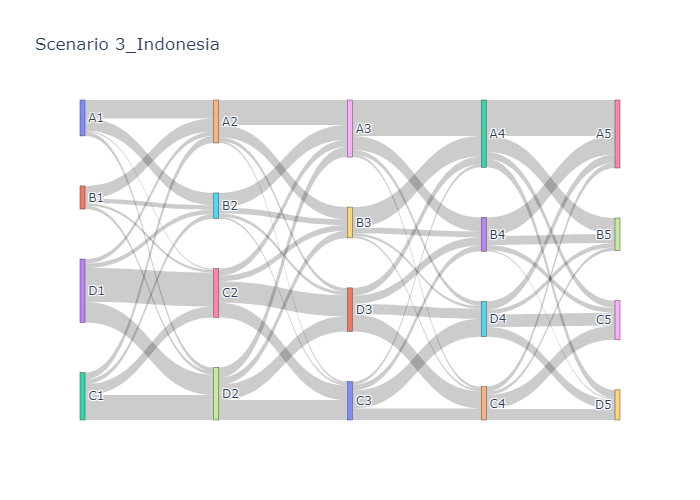 Scenario 3_Indonesia
A1
A2
A3
A4
A5
B1
B2
B3
B4
B5
D1
C2
D3
D4
C5
C1
D2
C3
C4
D5